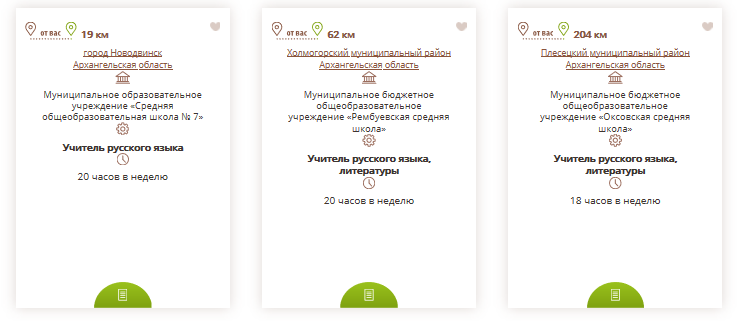 от вас 19 км
город Новодвинск
Архангельская область
Муниципальное образовательное
учреждение «Средняя
общеобразовательная школа № 7»
Учитель русского языка
20 часов в неделю
от вас 62 км
Холмогорский муниципальный район
Архангельская область
Муниципальное бюджетное
общеобразовательное
учреждение «Рембуевская средняя
школа»
Учитель русского языка,
литературы
20 часов в неделю
от вас 204 км
Плесецкий муниципальный район
Архангельская область
Муниципальное бюджетное
общеобразовательное
учреждение «Оксовская средняя
школа»
Учитель русского языка,
литературы
18 часов в неделю